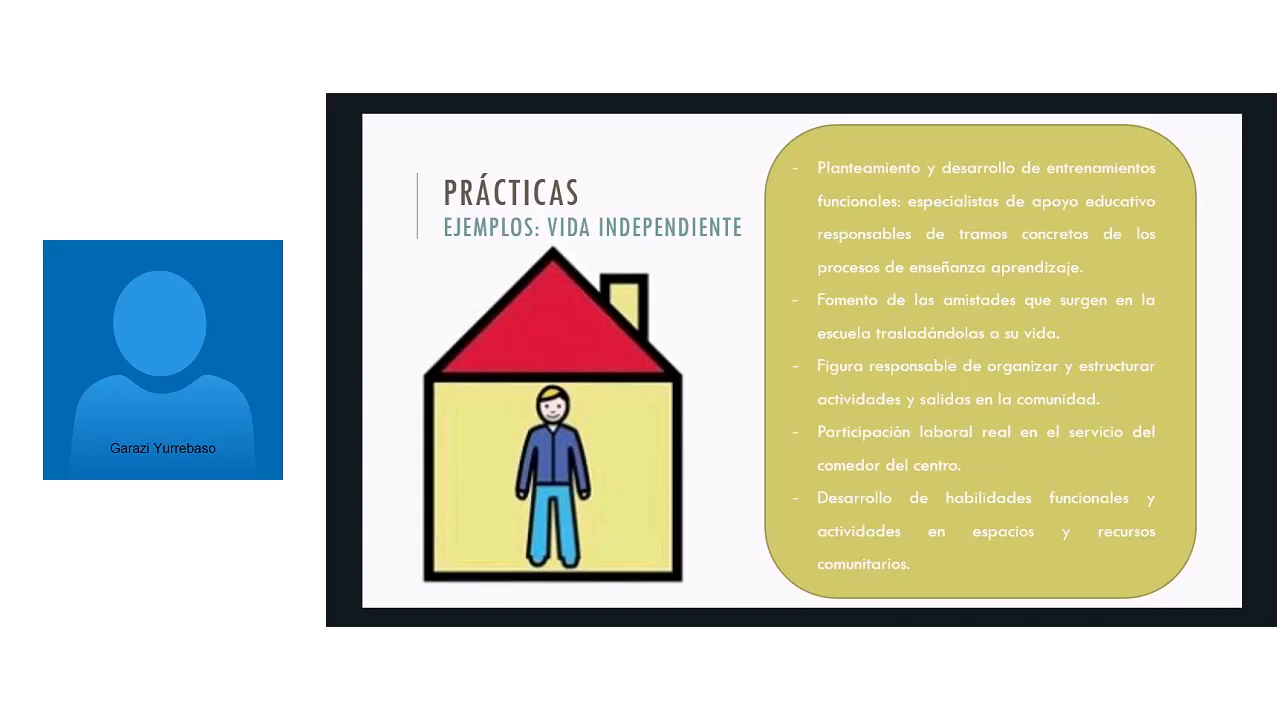 PRÁCTICAS
EJEMPLOS: VIDA INDEPENDIENTE
- Planteamiento y desarrollo de entrenamientos
funcionales: especialistas de apoyo educativo
responsables de tramos concretos de los
procesos de enseñanza aprendizaje.
- Fomento de las amistades que surgen en la
escuela trasladándolas a su vida.
- Figura responsable de organizar y estructurar
actividades y salidas en la comunidad.
- Participación laboral real en el servicio del
comedor del centro.
- Desarrollo de habilidades funcionales y
actividades en espacios y recursos
comunitarios.
Garazi Yurrebaso